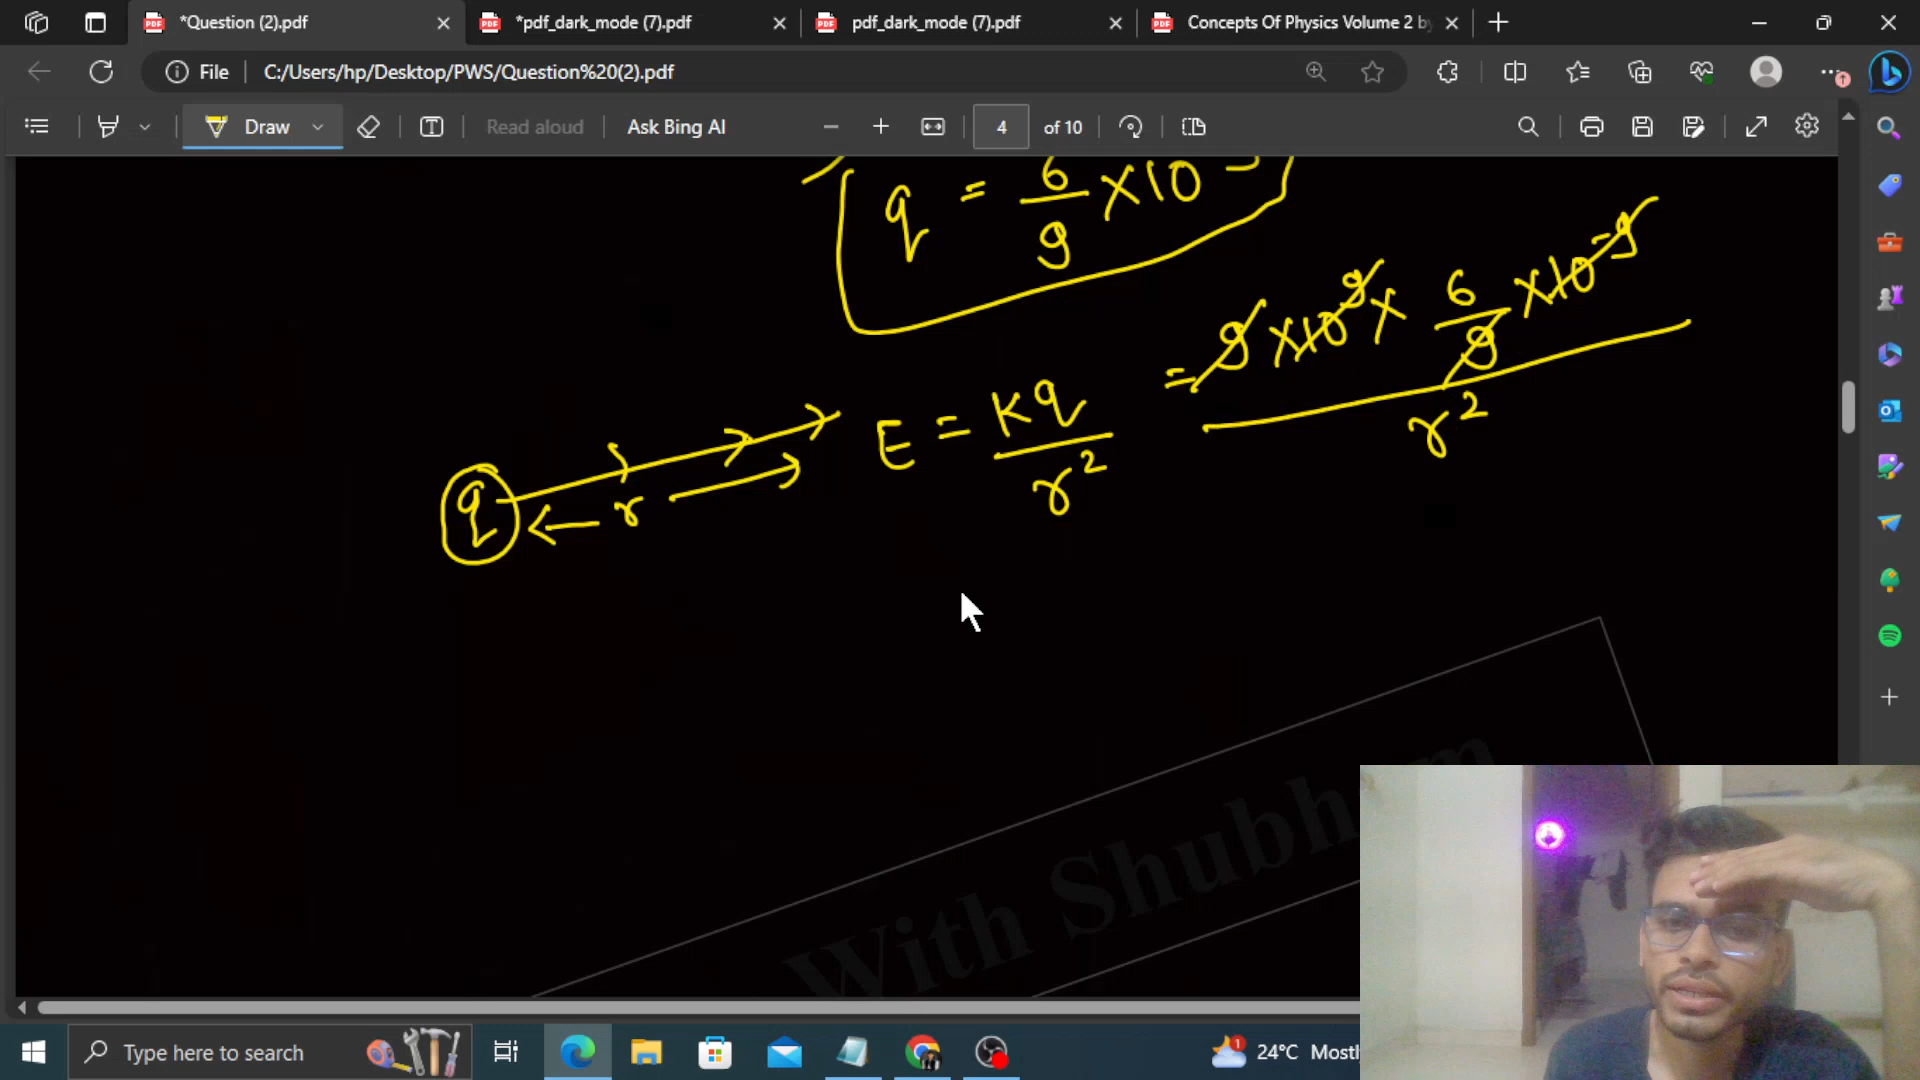 *Question (2).pdf
*pdf_dark_mode (7).pdf
pdf_dark_mode (7).pdf
Concepts Of Physics Volume 2 by
File
C:/Users/hp/Desktop/PWS/Question%20(2).pdf
Draw
Read aloud
Ask Bing AI
4
of 10
q = 6/9 ×10
E = Kq/r² = 9×10⁹× 6/9 ×10⁻⁹ / r²
q
r
With Shubh
Type here to search
1
24°C Mostl